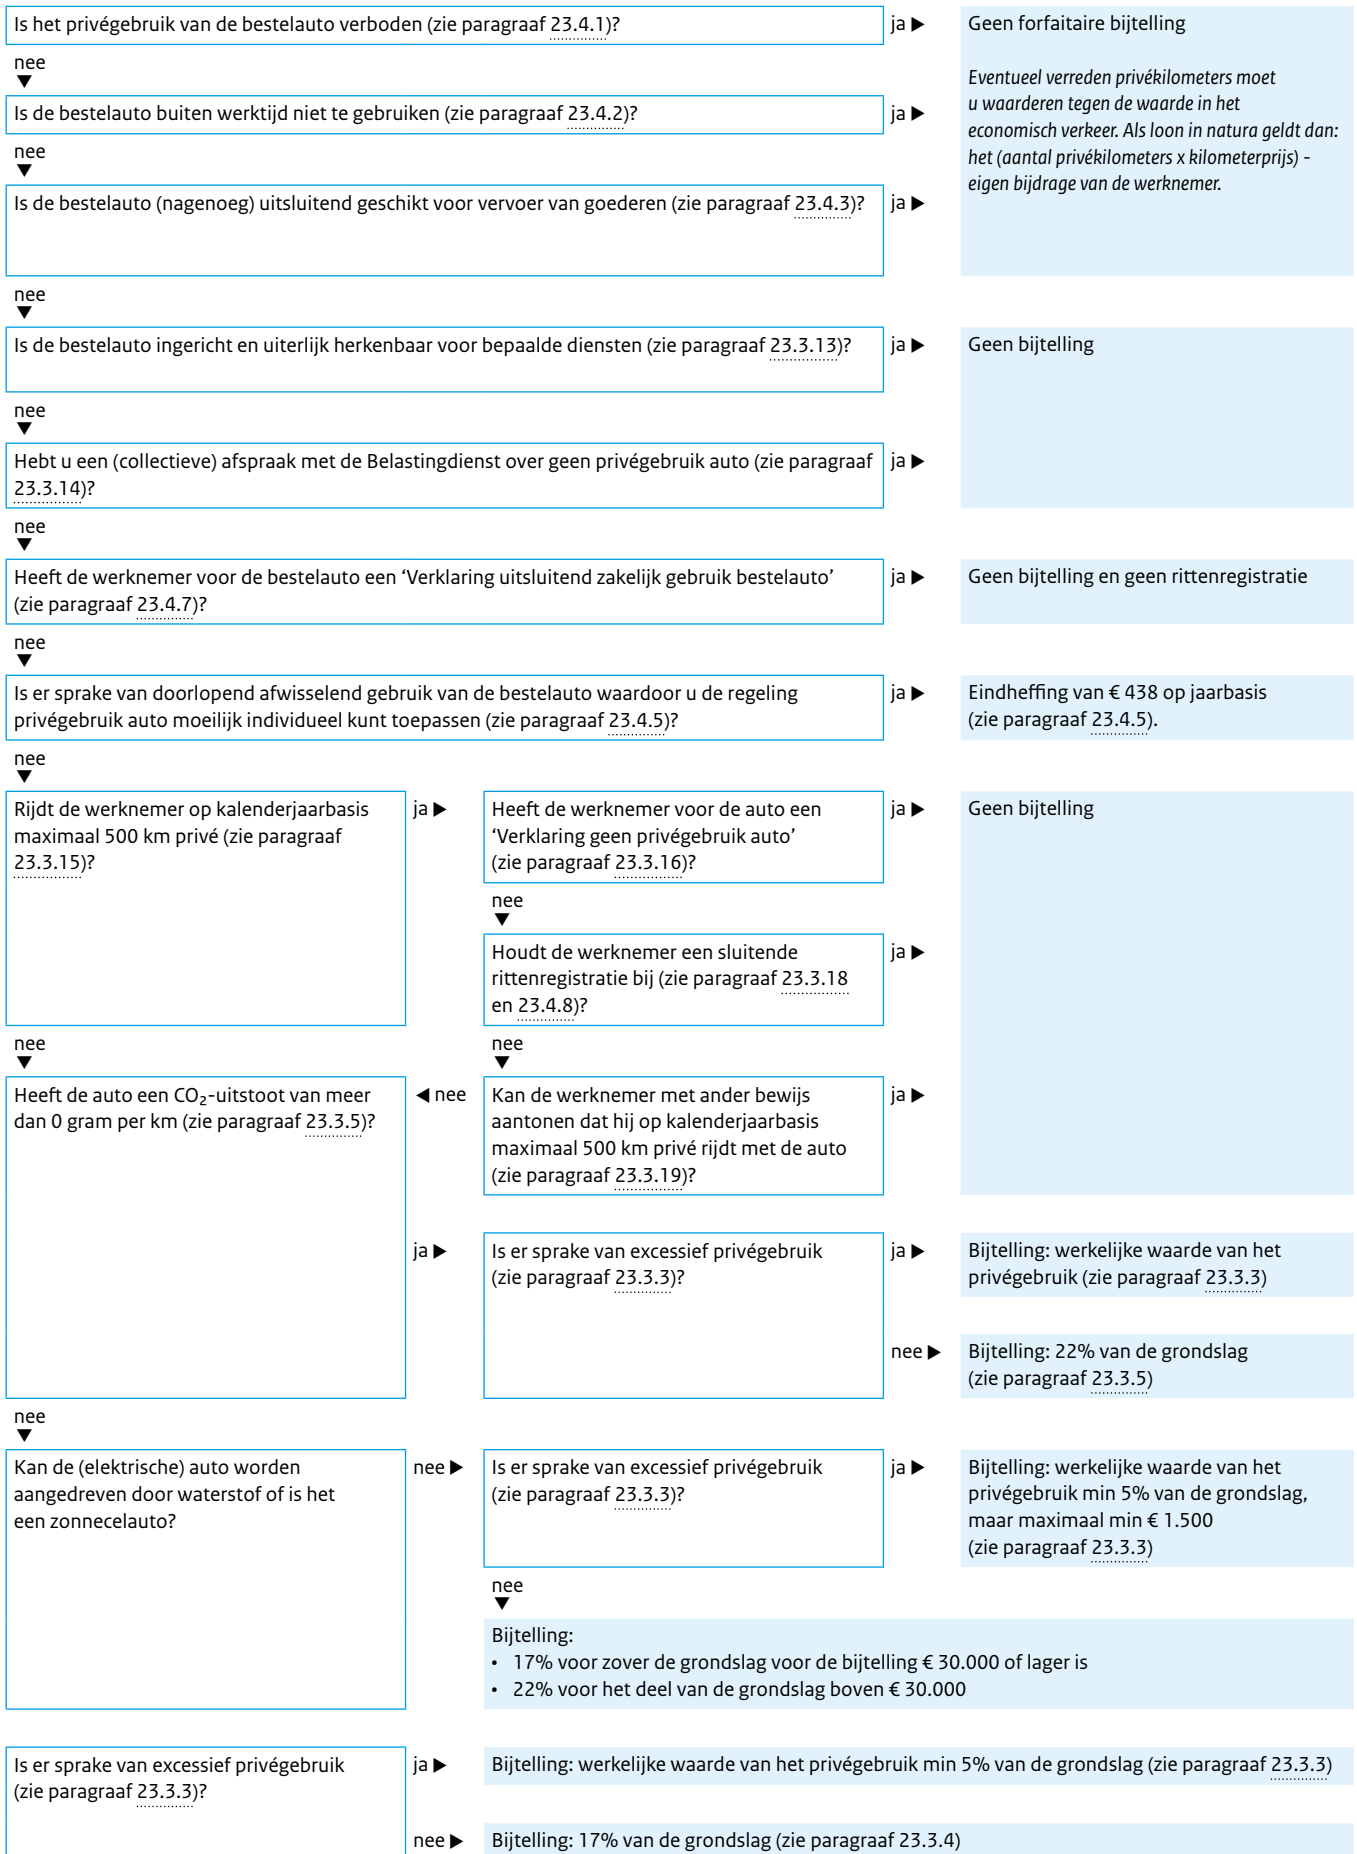 Is het privégebruik van de bestelauto verboden (zie paragraaf 23.4.1)?
ja ▶
Geen forfaitaire bijtelling
Eventueel verreden privékilometers moet
u waarderen tegen de waarde in het
economisch verkeer. Als loon in natura geldt dan:
het (aantal privékilometers x kilometerprijs) -
eigen bijdrage van de werknemer.
nee
▼
Is de bestelauto buiten werktijd niet te gebruiken (zie paragraaf 23.4.2)?
ja ▶
nee
▼
Is de bestelauto (nagenoeg) uitsluitend geschikt voor vervoer van goederen (zie paragraaf 23.4.3)?
ja ▶
nee
▼
Is de bestelauto ingericht en uiterlijk herkenbaar voor bepaalde diensten (zie paragraaf 23.3.13)?
ja ▶
Geen bijtelling
nee
▼
Hebt u een (collectieve) afspraak met de Belastingdienst over geen privégebruik auto (zie paragraaf
23.3.14)?
ja ▶
nee
▼
Heeft de werknemer voor de bestelauto een ‘Verklaring uitsluitend zakelijk gebruik bestelauto’
(zie paragraaf 23.4.7)?
ja ▶
Geen bijtelling en geen rittenregistratie
nee
▼
Is er sprake van doorlopend afwisselend gebruik van de bestelauto waardoor u de regeling
privégebruik auto moeilijk individueel kunt toepassen (zie paragraaf 23.4.5)?
ja ▶
Eindheffing van € 438 op jaarbasis
(zie paragraaf 23.4.5).
nee
▼
Rijdt de werknemer op kalenderjaarbasis
maximaal 500 km privé (zie paragraaf
23.3.15)?
ja ▶
Heeft de werknemer voor de auto een
‘Verklaring geen privégebruik auto’
(zie paragraaf 23.3.16)?
ja ▶
Geen bijtelling
nee
▼
Houdt de werknemer een sluitende
rittenregistratie bij (zie paragraaf 23.3.18
en 23.4.8)?
ja ▶
nee
▼
nee
▼
Heeft de auto een CO₂-uitstoot van meer
dan 0 gram per km (zie paragraaf 23.3.5)?
◀ nee
Kan de werknemer met ander bewijs
aantonen dat hij op kalenderjaarbasis
maximaal 500 km privé rijdt met de auto
(zie paragraaf 23.3.19)?
ja ▶
ja ▶
Is er sprake van excessief privégebruik
(zie paragraaf 23.3.3)?
ja ▶
Bijtelling: werkelijke waarde van het
privégebruik (zie paragraaf 23.3.3)
nee ▶
Bijtelling: 22% van de grondslag
(zie paragraaf 23.3.5)
nee
▼
Kan de (elektrische) auto worden
aangedreven door waterstof of is het
een zonnecelauto?
nee ▶
Is er sprake van excessief privégebruik
(zie paragraaf 23.3.3)?
ja ▶
Bijtelling: werkelijke waarde van het
privégebruik min 5% van de grondslag,
maar maximaal min € 1.500
(zie paragraaf 23.3.3)
nee
▼
Bijtelling:
• 17% voor zover de grondslag voor de bijtelling € 30.000 of lager is
• 22% voor het deel van de grondslag boven € 30.000
Is er sprake van excessief privégebruik
(zie paragraaf 23.3.3)?
ja ▶
Bijtelling: werkelijke waarde van het privégebruik min 5% van de grondslag (zie paragraaf 23.3.3)
nee ▶
Bijtelling: 17% van de grondslag (zie paragraaf 23.3.4)